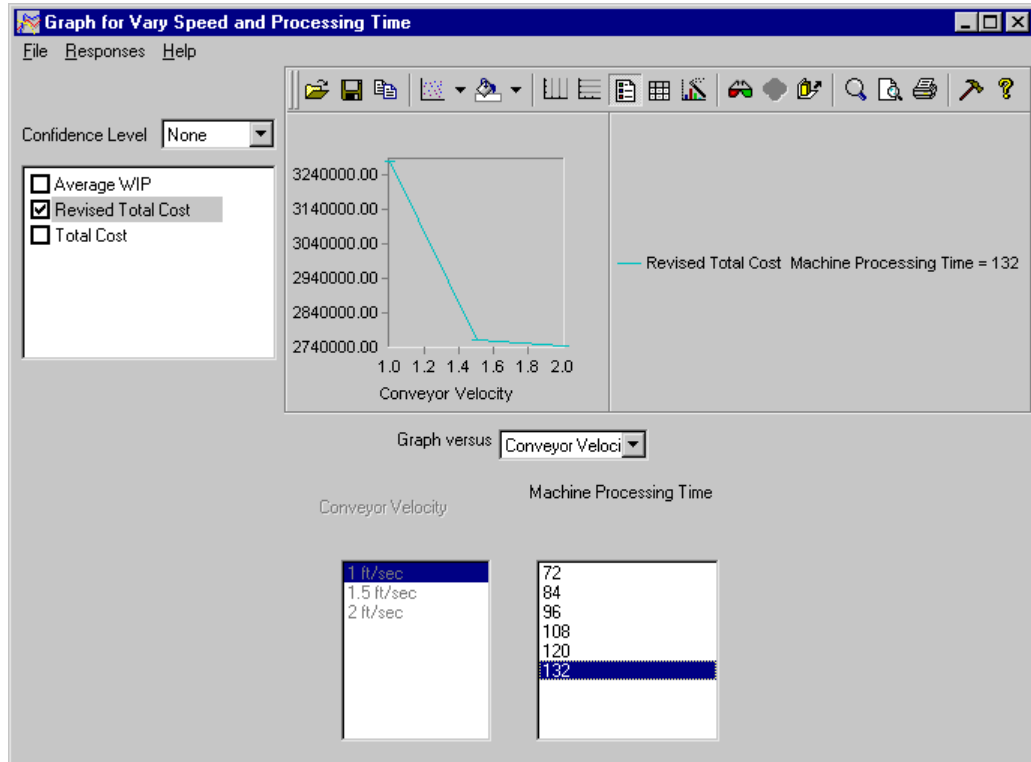 Graph for Vary Speed and Processing Time
File Responses Help
Confidence Level None
Average WIP
Revised Total Cost
Total Cost
3240000.00
3140000.00
3040000.00
2940000.00
2840000.00
2740000.00
1.0 1.2 1.4 1.6 1.8 2.0
Conveyor Velocity
Revised Total Cost Machine Processing Time = 132
Graph versus Conveyor Veloci
Conveyor Velocity
1 ft/sec
1.5 ft/sec
2 ft/sec
Machine Processing Time
72
84
96
108
120
132